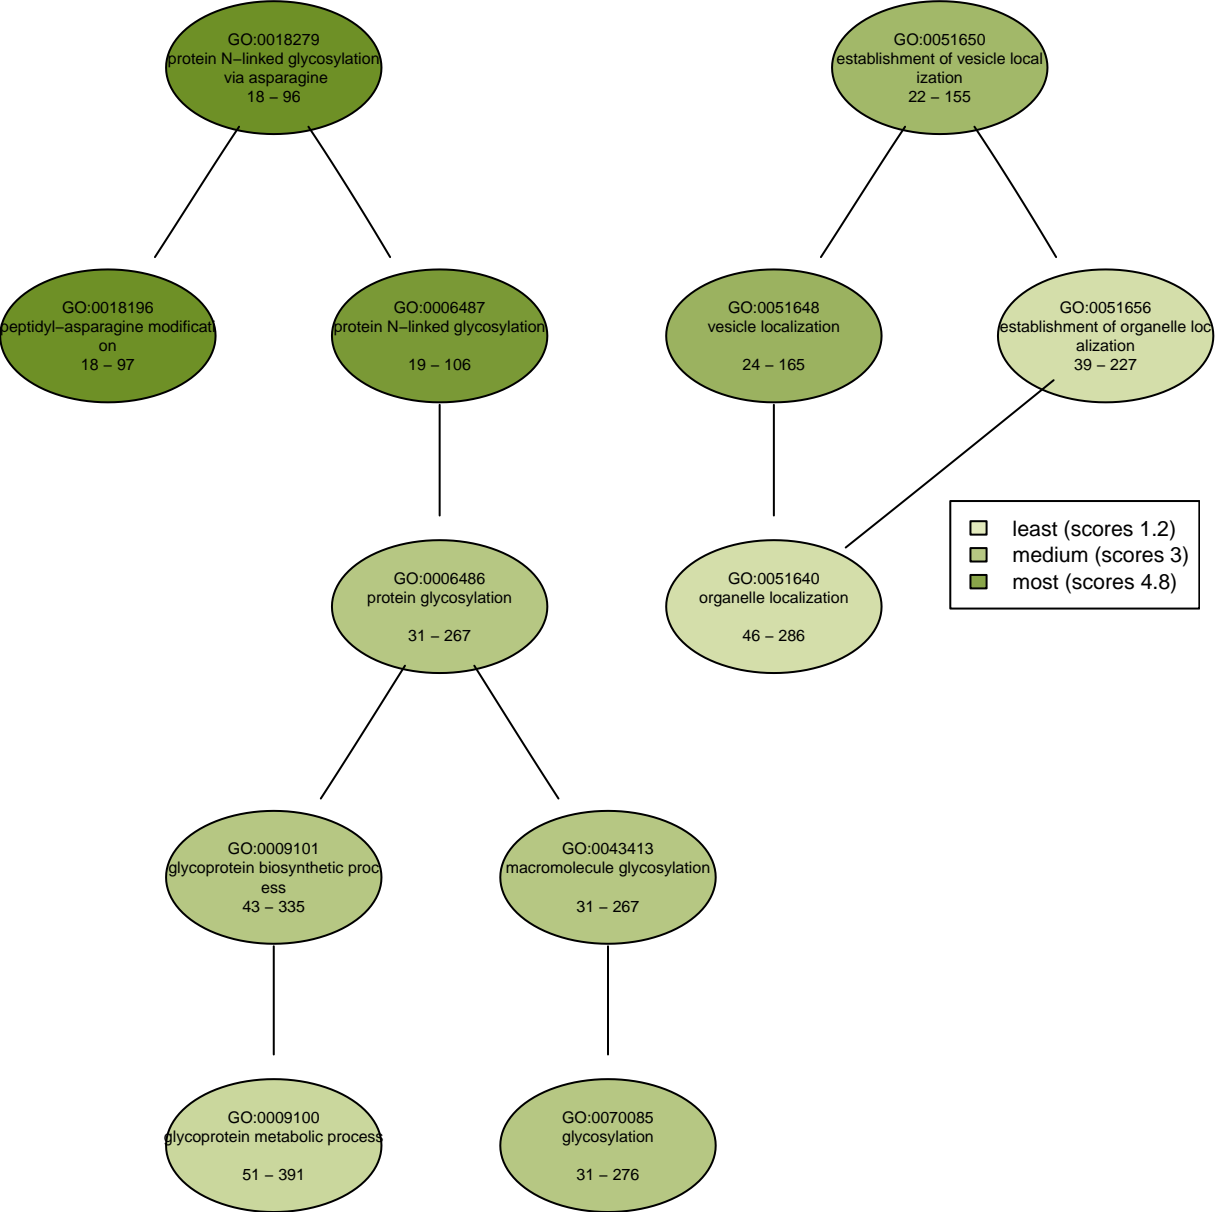 GO:0018279
protein N−linked glycosylation
via asparagine
18 − 96
GO:0051650
establishment of vesicle local
ization
22 − 155
GO:0018196
peptidyl−asparagine modificati
on
18 − 97
GO:0006487
protein N−linked glycosylation
19 − 106
GO:0051648
vesicle localization
24 − 165
GO:0051656
establishment of organelle loc
alization
39 − 227
least (scores 1.2)
medium (scores 3)
most (scores 4.8)
GO:0006486
protein glycosylation
31 − 267
GO:0051640
organelle localization
46 − 286
GO:0009101
glycoprotein biosynthetic proc
ess
43 − 335
GO:0043413
macromolecule glycosylation
31 − 267
GO:0009100
glycoprotein metabolic process
51 − 391
GO:0070085
glycosylation
31 − 276